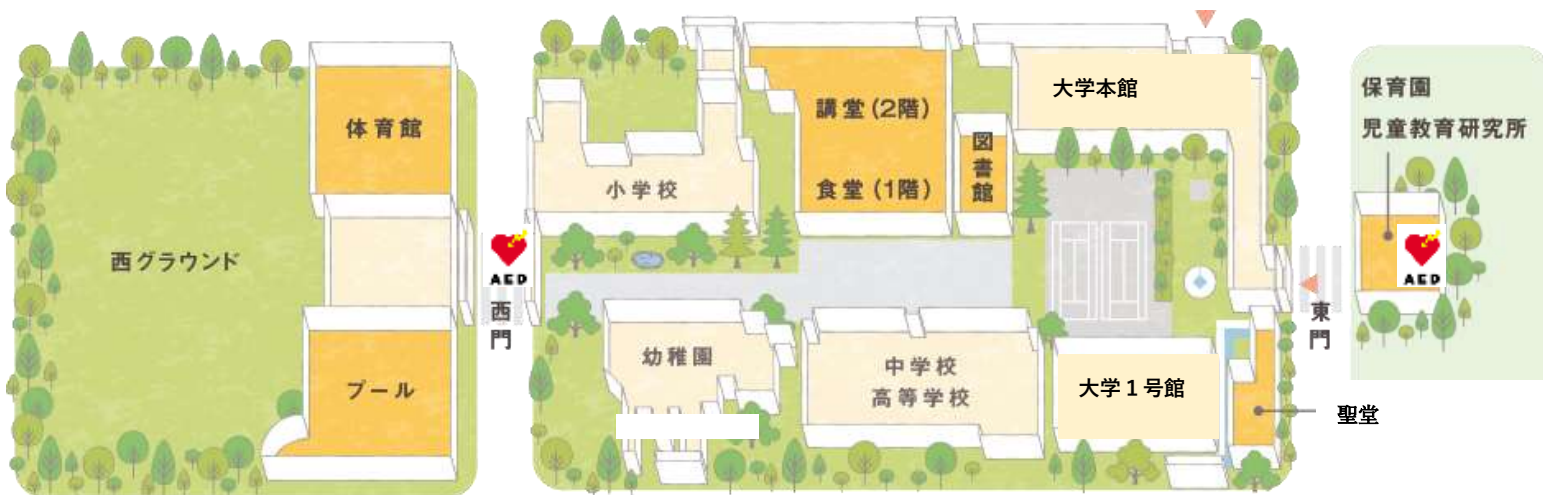 体育館
西グラウンド
プール
AED
西門
小学校
講堂(2階)
食堂(1階)
図書館
大学本館
幼稚園
中学校
高等学校
大学1号館
東門
聖堂
保育園
児童教育研究所
AED